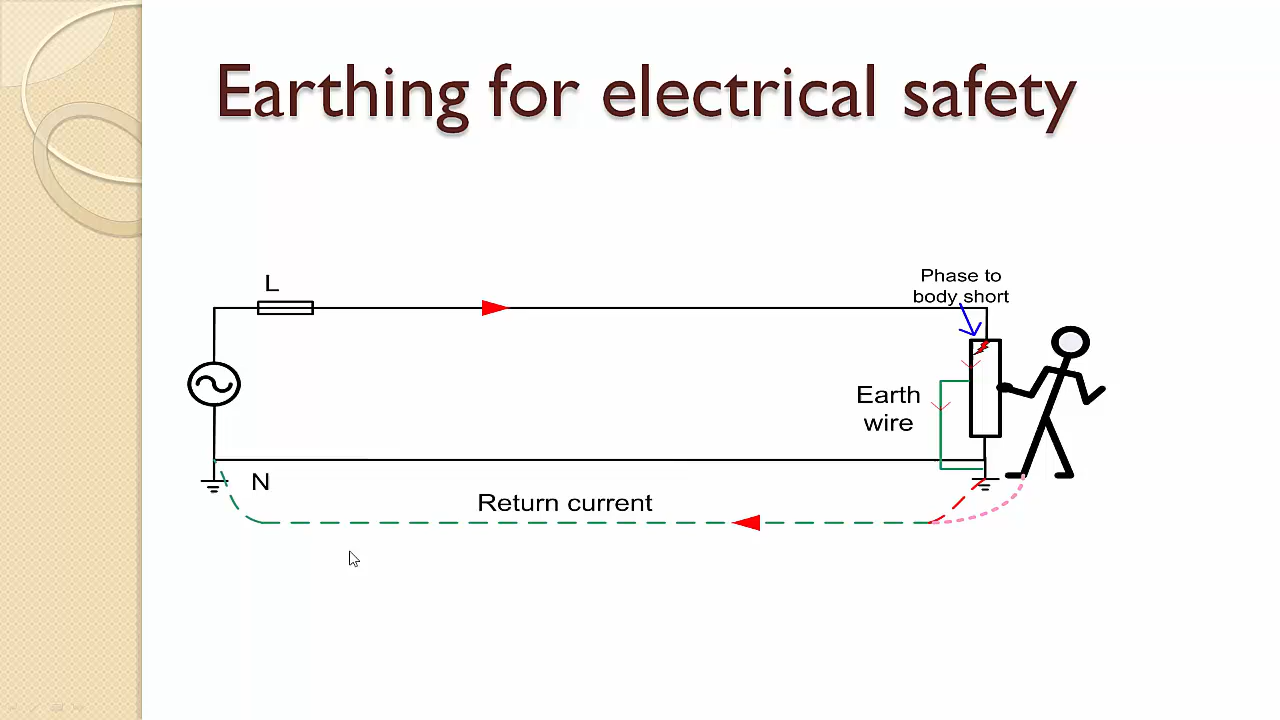 Earthing for electrical safety
L
Phase to
body short
Earth
wire
N
Return current